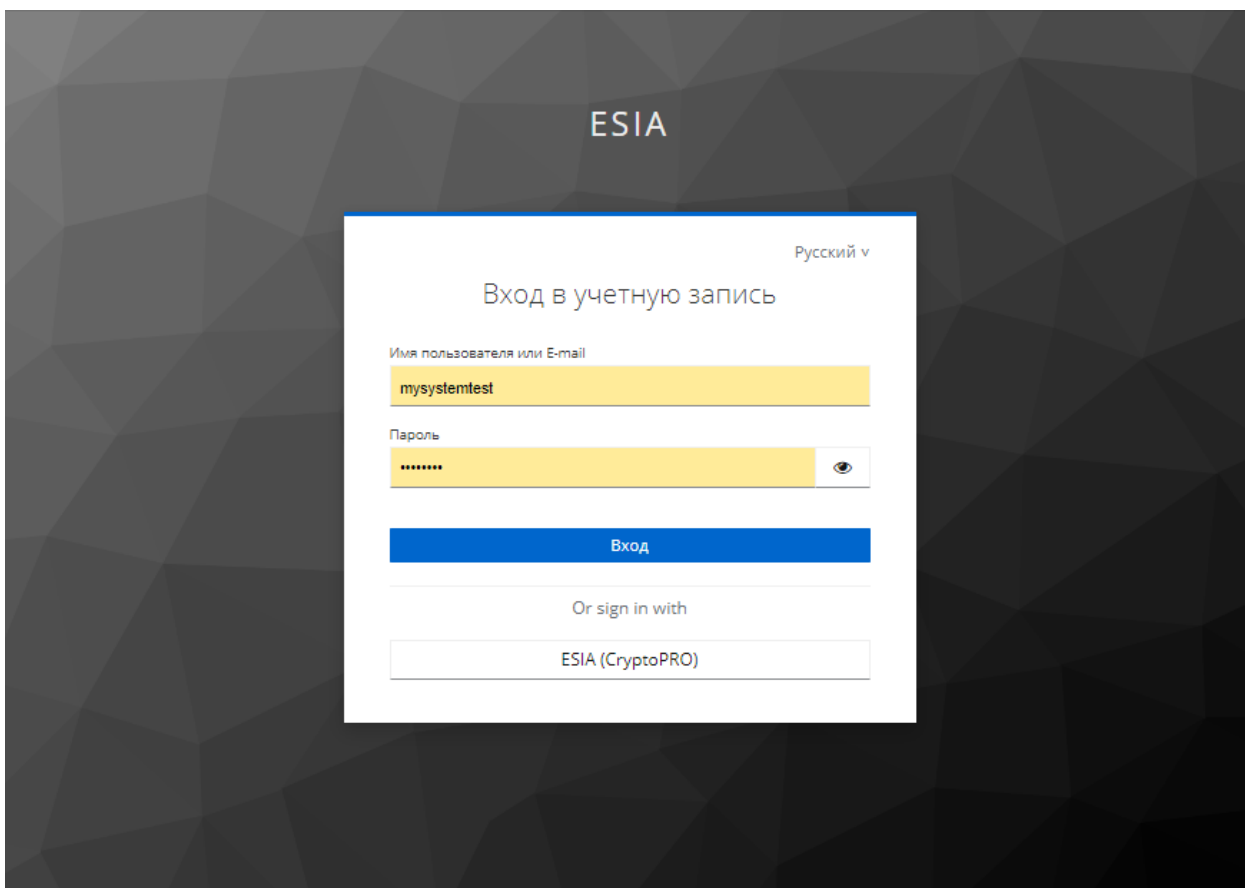 ESIA
Русский v
Вход в учетную запись
Имя пользователя или E-mail
mysystemtest
Пароль
••••••••
Вход
Or sign in with
ESIA (CryptoPRO)